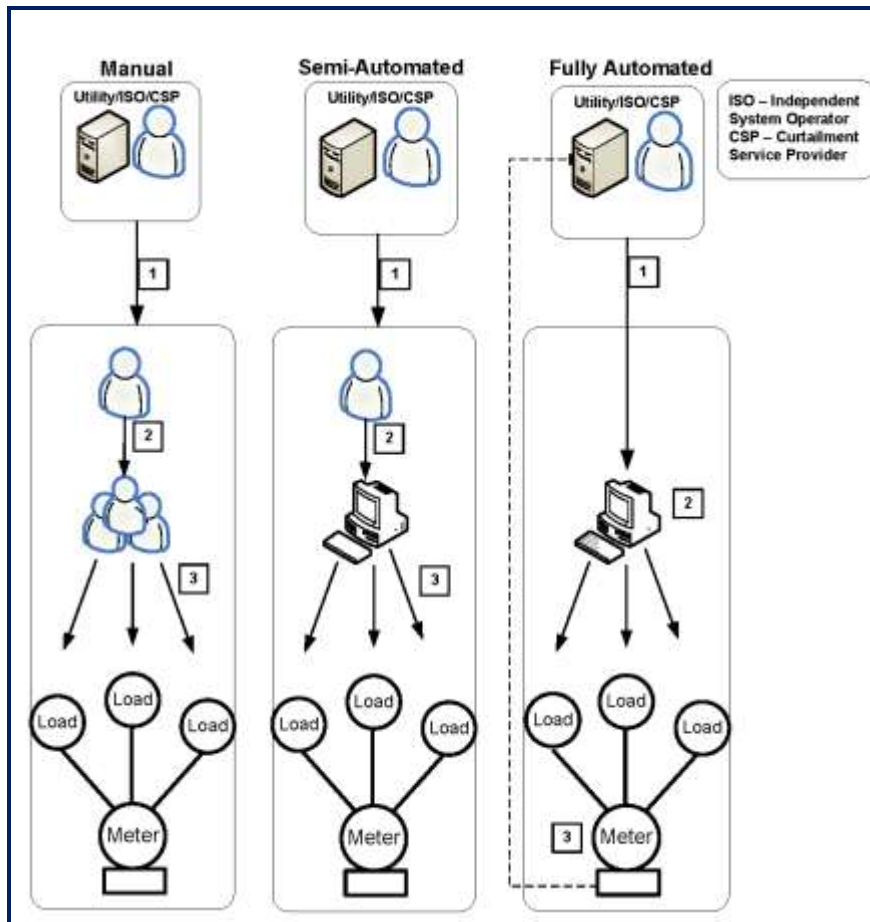 Manual
Semi-Automated
Fully Automated
Utility/ISO/CSP
Utility/ISO/CSP
Utility/ISO/CSP
ISO – Independent
System Operator
CSP – Curtailment
Service Provider
1
1
1
2
2
2
3
3
Load
Load
Load
Load
Load
Load
Load
Load
Load
Meter
Meter
3
Meter